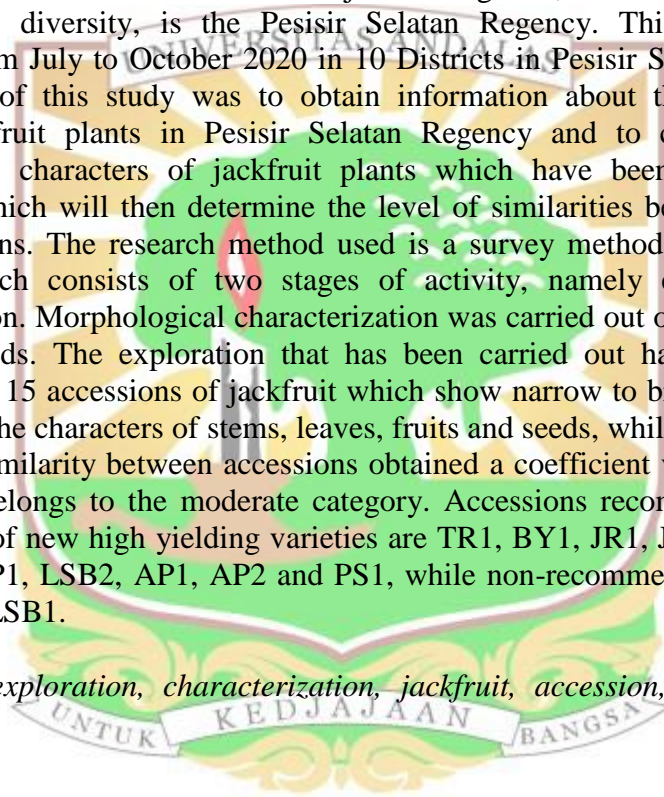 diversity, is the Pesisir Selatan Regency. Thi
m July to October 2020 in 10 Districts in Pesisir S
of this study was to obtain information about th
fruit plants in Pesisir Selatan Regency and to
characters of jackfruit plants which have been
hich will then determine the level of similarities be
ns. The research method used is a survey method
ch consists of two stages of activity, namely
on. Morphological characterization was carried out o
ds. The exploration that has been carried out ha
15 accessions of jackfruit which show narrow to b
he characters of stems, leaves, fruits and seeds, whil
milarity between accessions obtained a coefficient
elongs to the moderate category. Accessions recor
of new high yielding varieties are TR1, BY1, JR1, J
P1, LSB2, AP1, AP2 and PS1, while non-recomme
LSB1.
exploration, characterization, jackfruit, accession,
UNIVERSITAS ANDALAS
UNTUK KEDJAJAAN BANGSA